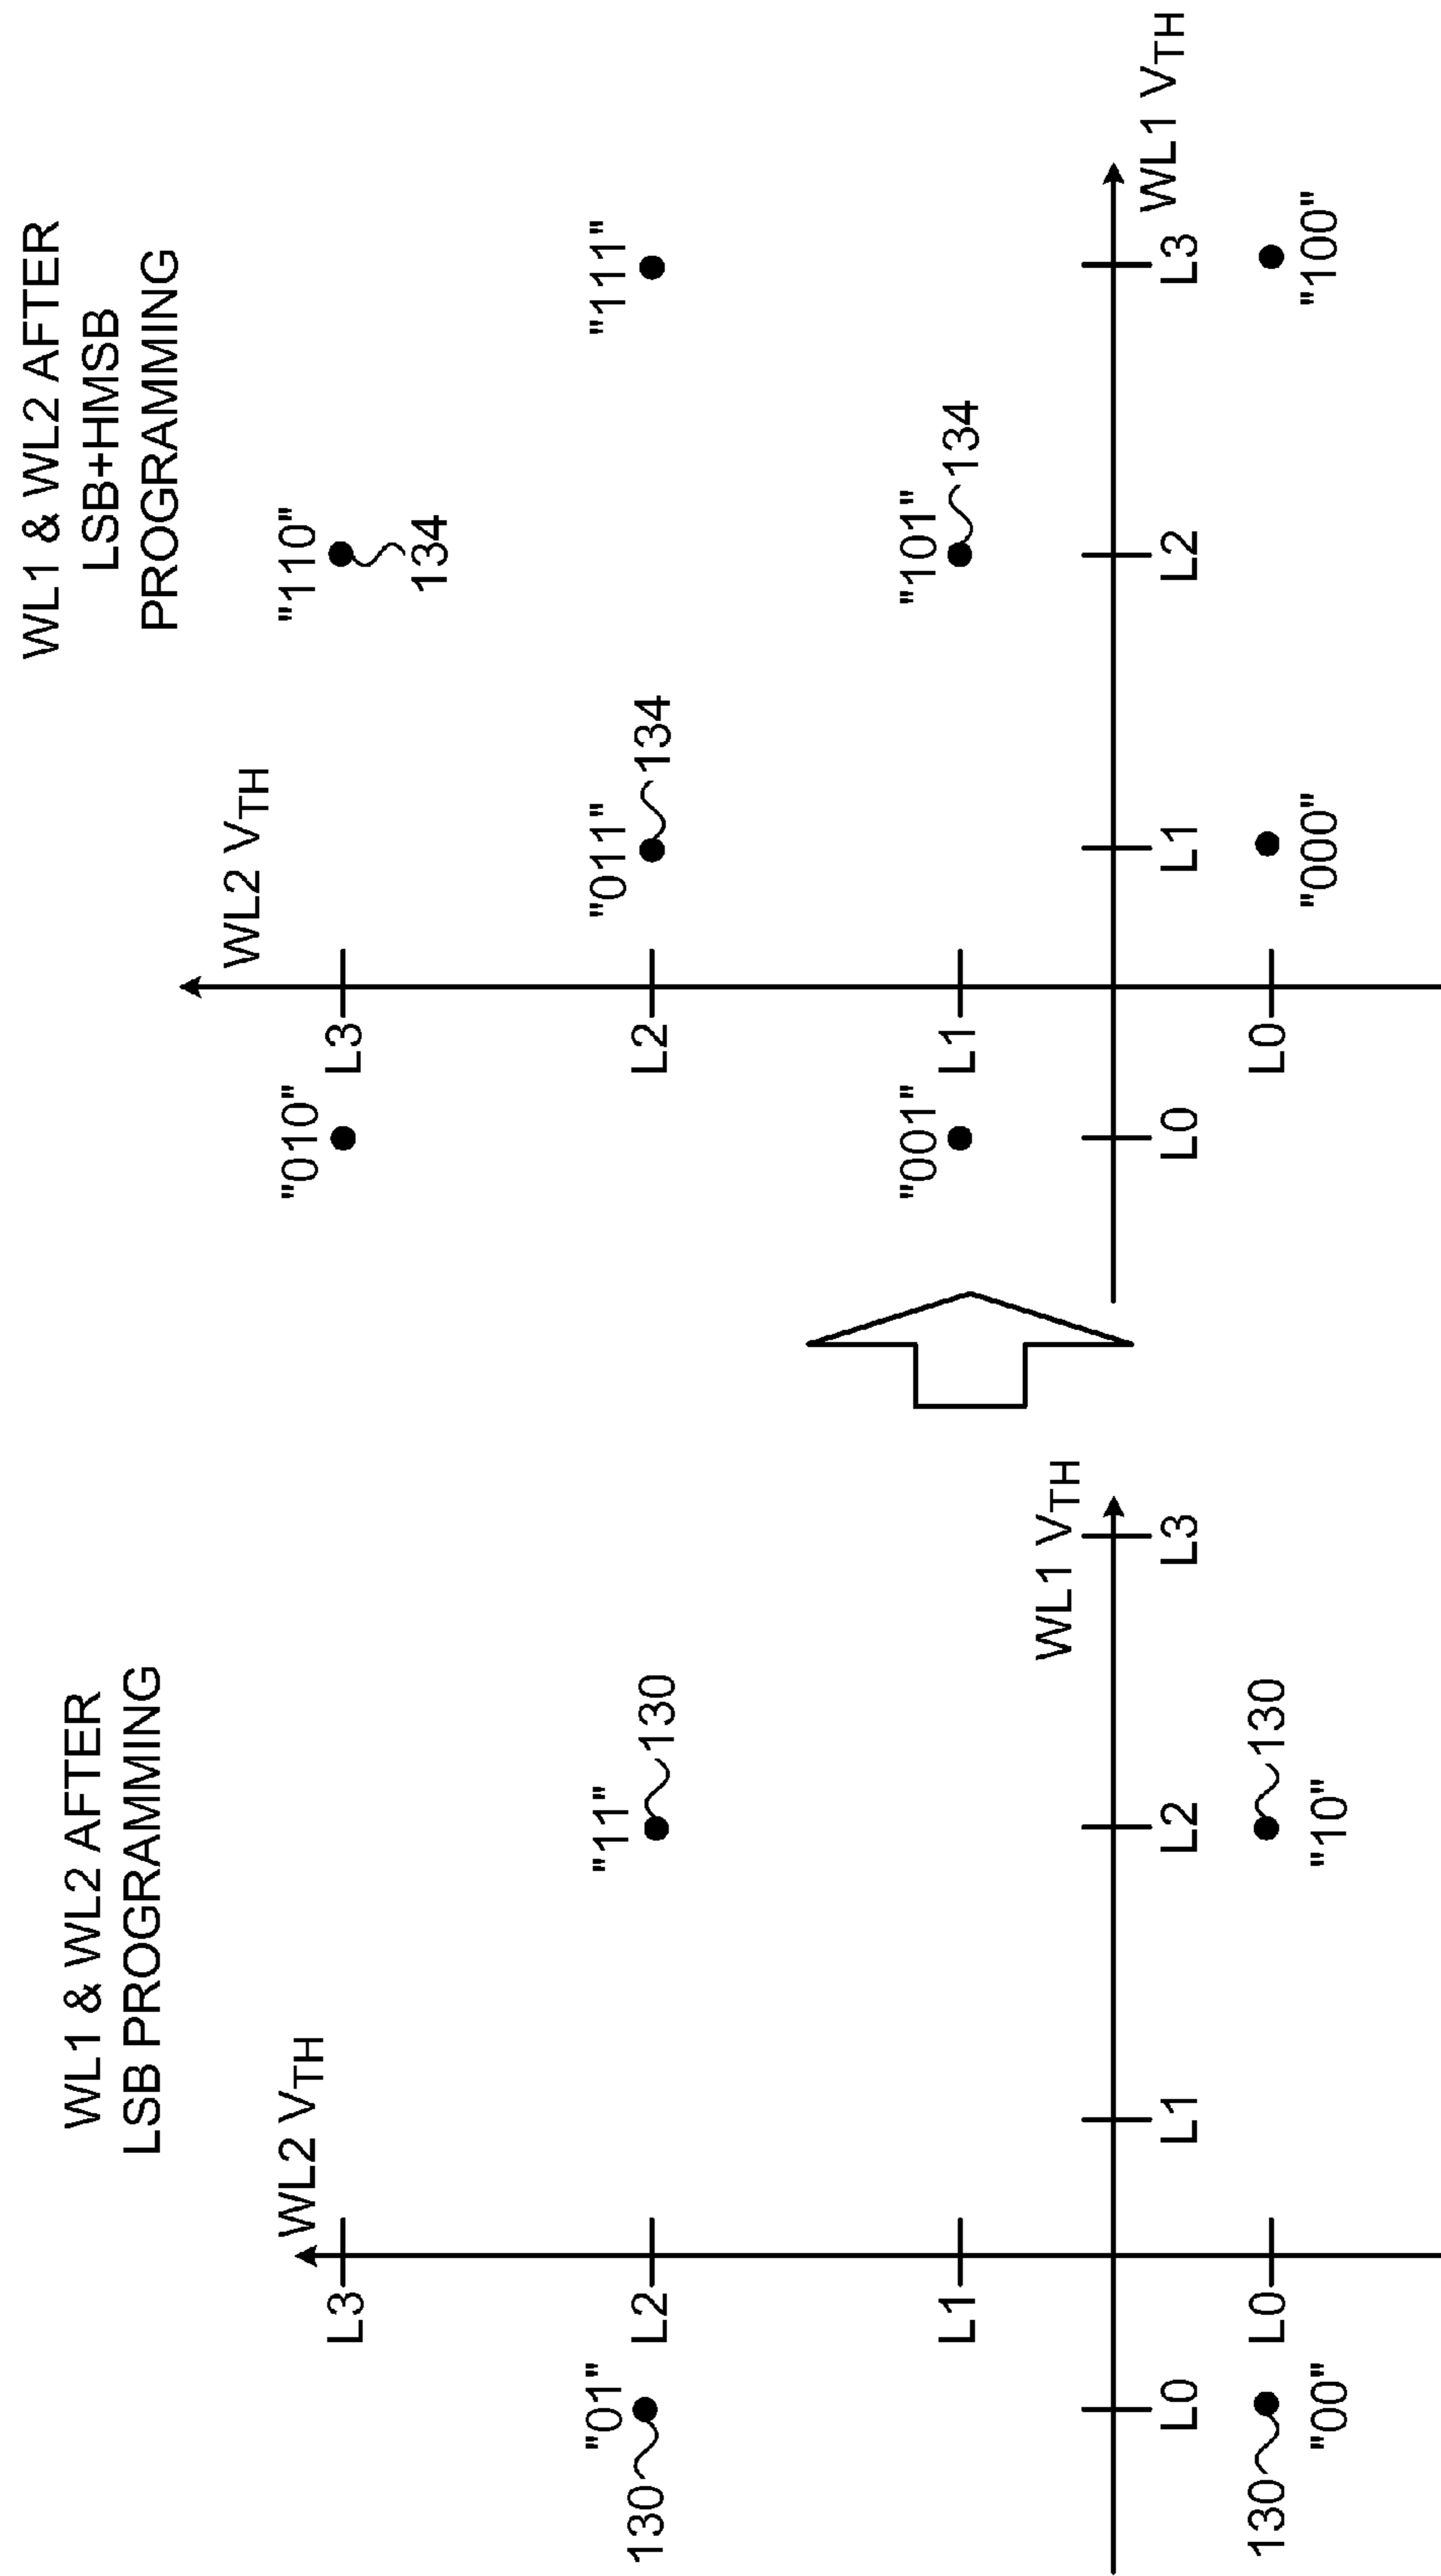 WL1 & WL2 AFTER
LSB PROGRAMMING
WL2 VTH
L3
"01"
130
L2
"11"
130
L1
WL1 VTH
L0
L1
L2
L3
130
"00"
L0
130
"10"
WL1 & WL2 AFTER
LSB+HMSB
PROGRAMMING
WL2 VTH
"010"
L3
"110"
134
L2
"011"
134
"111"
"001"
L1
"101"
134
WL1 VTH
L0
L1
L2
L3
L0
"000"
"100"